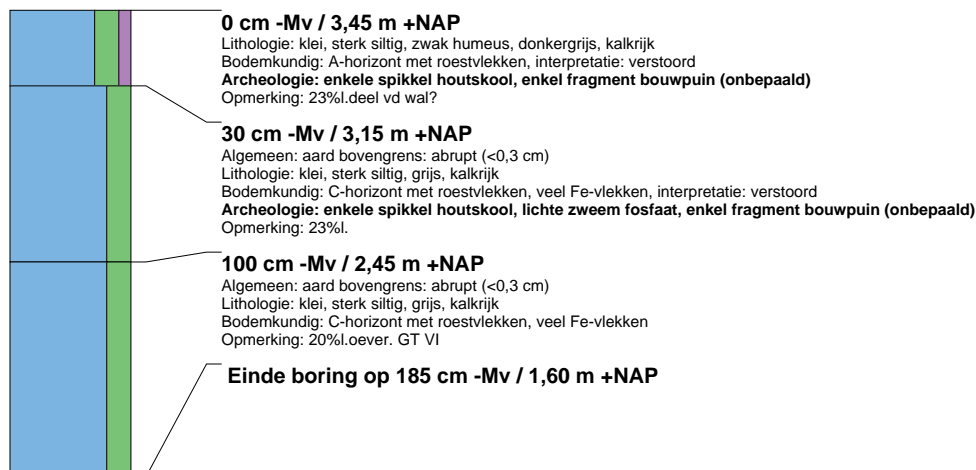 0 cm -Mv / 3,45 m +NAP
Lithologie: klei, sterk siltig, zwak humeus, donkergrijs, kalkrijk
Bodemkundig: A-horizont met roestvlekken, interpretatie: verstoord
Archeologie: enkele spikkel houtskool, enkel fragment bouwpuin (onbepaald)
Opmerking: 23%l.deel vd wal?
30 cm -Mv / 3,15 m +NAP
Algemeen: aard bovengrens: abrupt (<0,3 cm)
Lithologie: klei, sterk siltig, grijs, kalkrijk
Bodemkundig: C-horizont met roestvlekken, veel Fe-vlekken, interpretatie: verstoord
Archeologie: enkele spikkel houtskool, lichte zweem fosfaat, enkel fragment bouwpuin (onbepaald)
Opmerking: 23%l.
100 cm -Mv / 2,45 m +NAP
Algemeen: aard bovengrens: abrupt (<0,3 cm)
Lithologie: klei, sterk siltig, grijs, kalkrijk
Bodemkundig: C-horizont met roestvlekken, veel Fe-vlekken
Opmerking: 20%l.oever. GT VI
Einde boring op 185 cm -Mv / 1,60 m +NAP